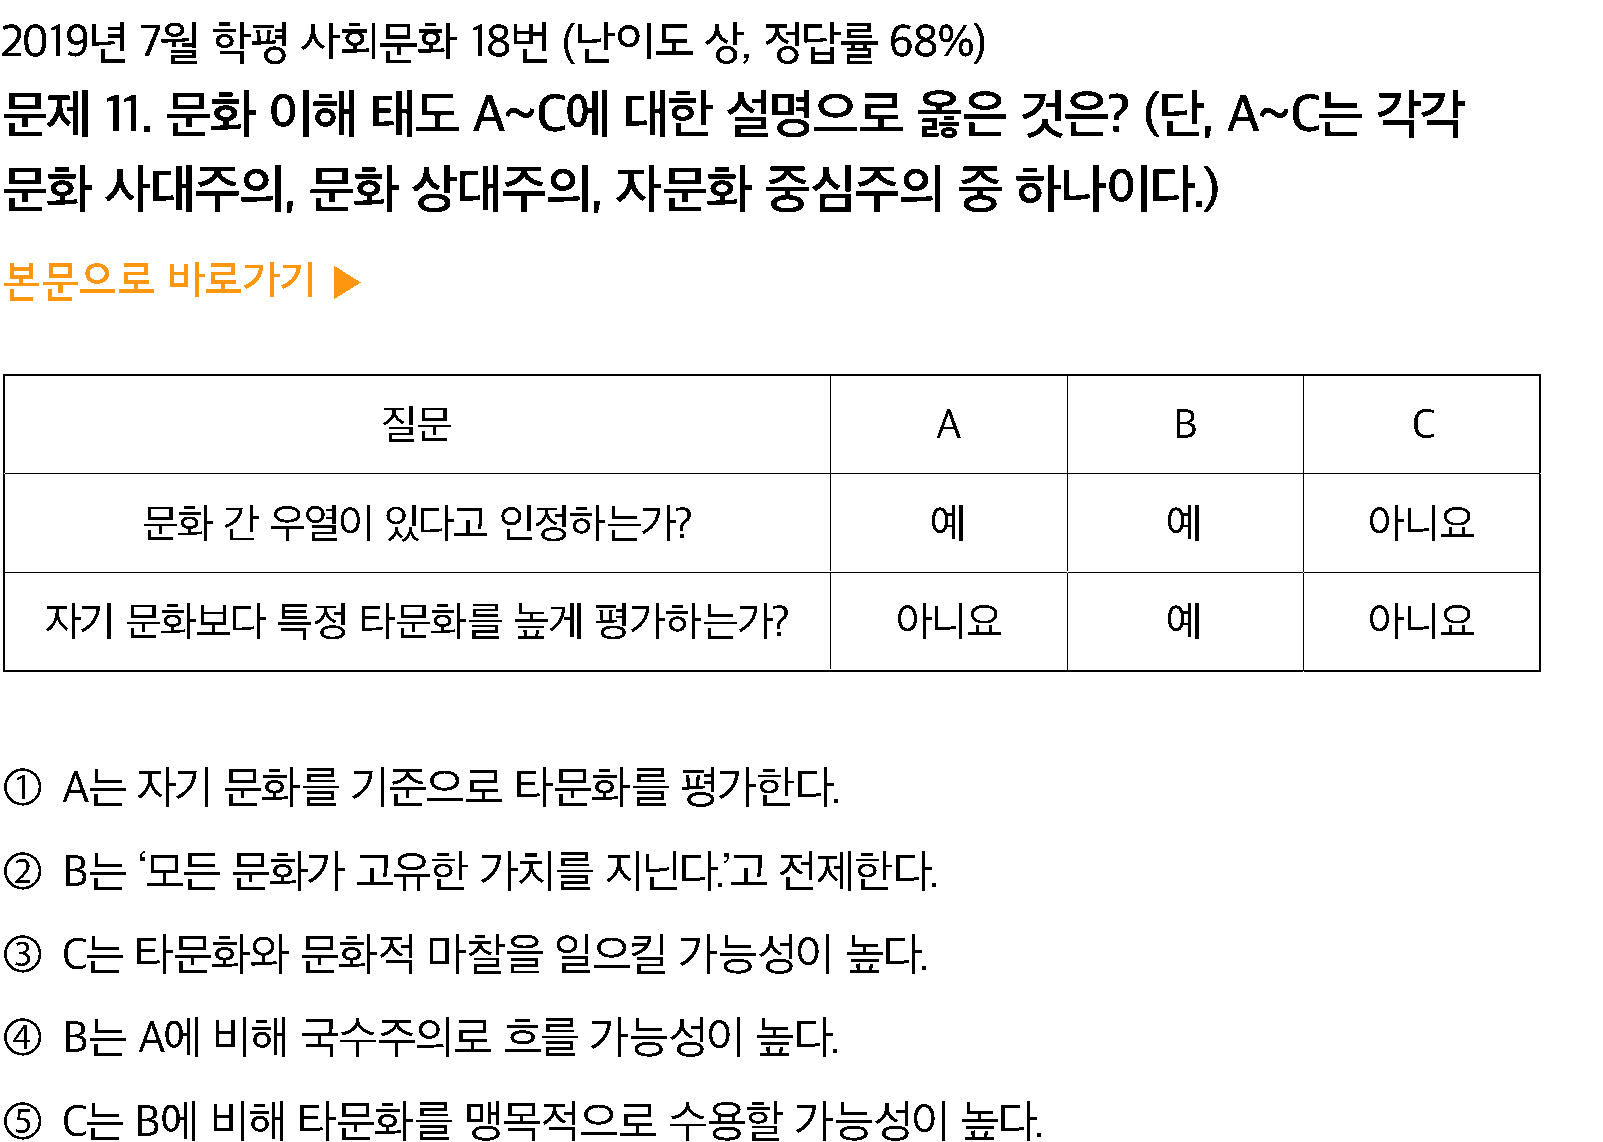 2019년 7월 학평 사회문화 18번 (난이도 상, 정답률 68%)
문제 11. 문화 이해 태도 A~C에 대한 설명으로 옳은 것은? (단, A~C는 각각
문화 사대주의, 문화 상대주의, 자문화 중심주의 중 하나이다.)
본문으로 바로가기 ▶
질문 A B C
문화 간 우열이 있다고 인정하는가? 예 예 아니요
자기 문화보다 특정 타문화를 높게 평가하는가? 아니요 예 아니요
① A는 자기 문화를 기준으로 타문화를 평가한다.
② B는 ‘모든 문화가 고유한 가치를 지닌다.’고 전제한다.
③ C는 타문화와 문화적 마찰을 일으킬 가능성이 높다.
④ B는 A에 비해 국수주의로 흐를 가능성이 높다.
⑤ C는 B에 비해 타문화를 맹목적으로 수용할 가능성이 높다.